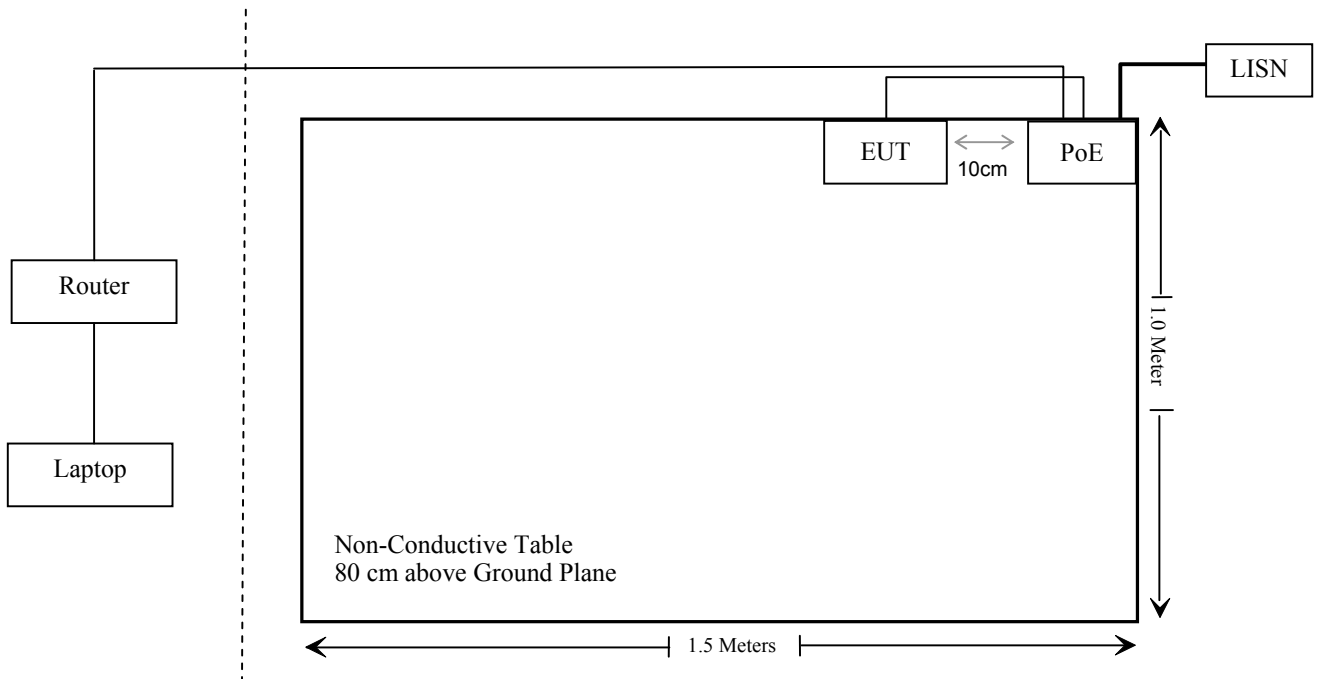 LISN
EUT
10cm
PoE
Router
1.0 Meter
Laptop
Non-Conductive Table
80 cm above Ground Plane
1.5 Meters